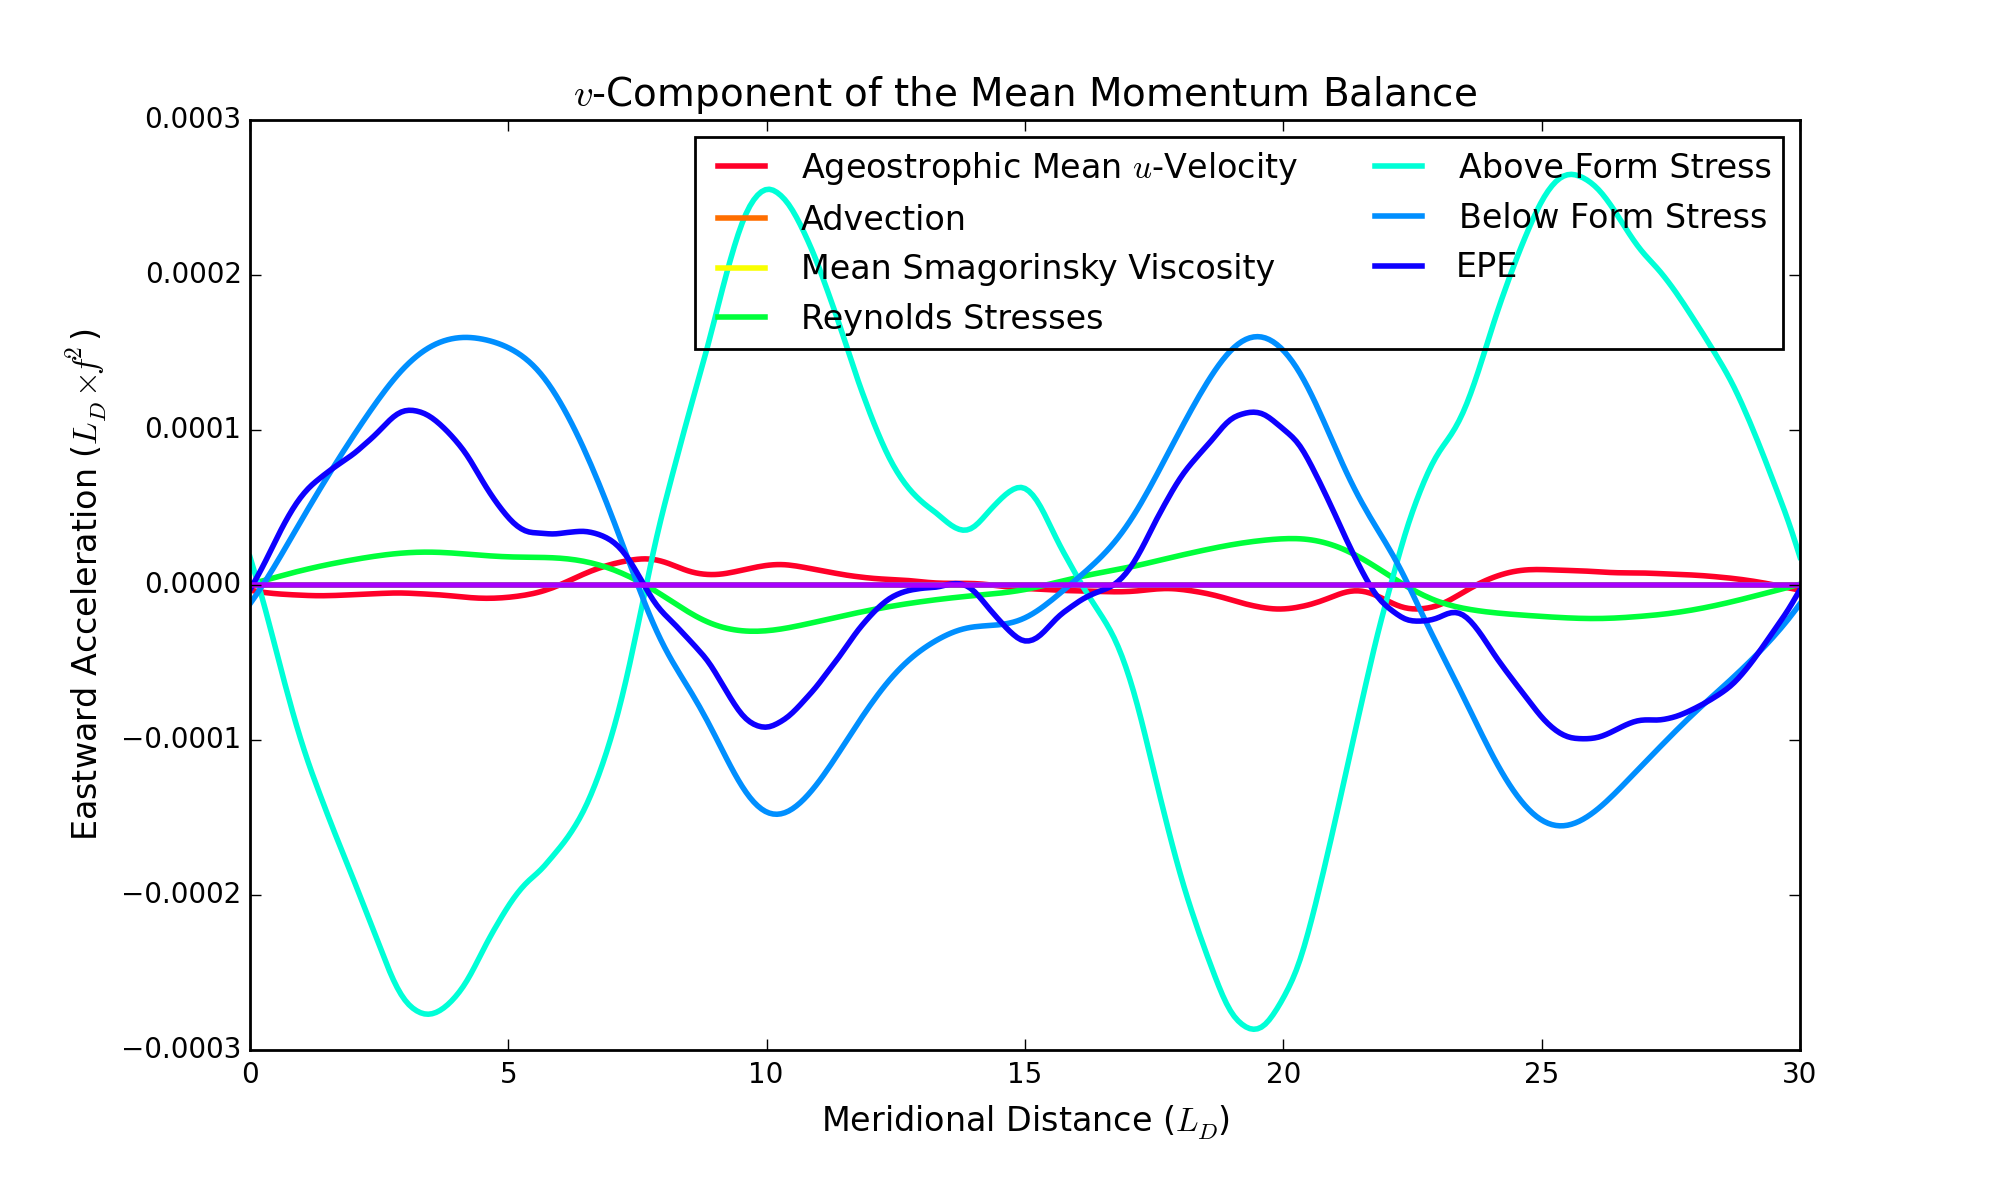 v-Component of the Mean Momentum Balance
Ageostrophic Mean u-Velocity
Advection
Mean Smagorinsky Viscosity
Reynolds Stresses
Above Form Stress
Below Form Stress
EPE
Eastward Acceleration (L_D×f²)
0.0003
0.0002
0.0001
0.0000
−0.0001
−0.0002
−0.0003
0 5 10 15 20 25 30
Meridional Distance (L_D)